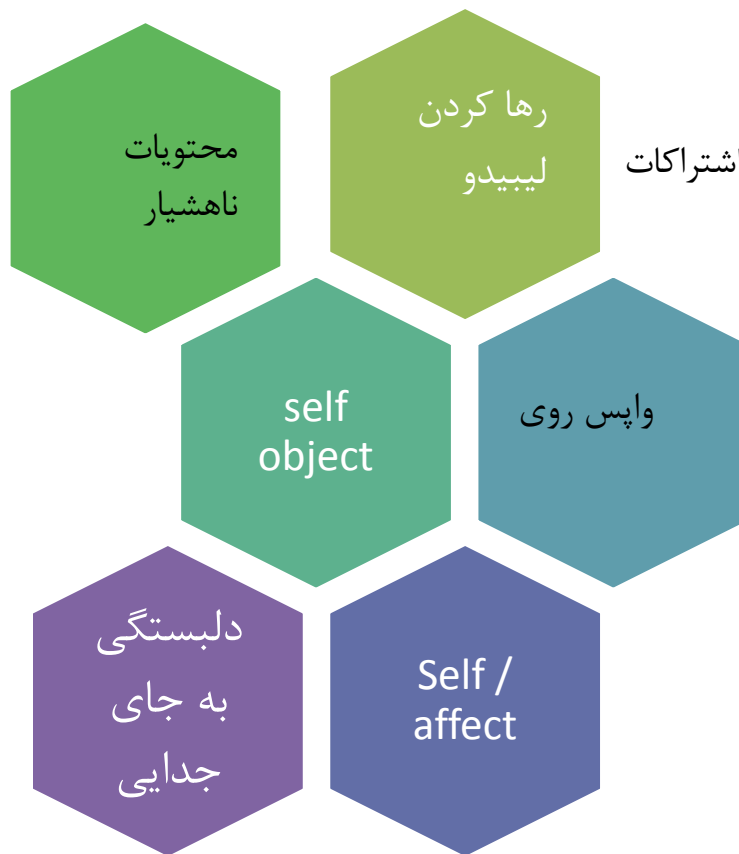 اشتراکات
رها کردن
لیبیدو
محتویات
ناهشیار
واپس روی
self
object
Self /
affect
دلبستگی
به جای
جدایی